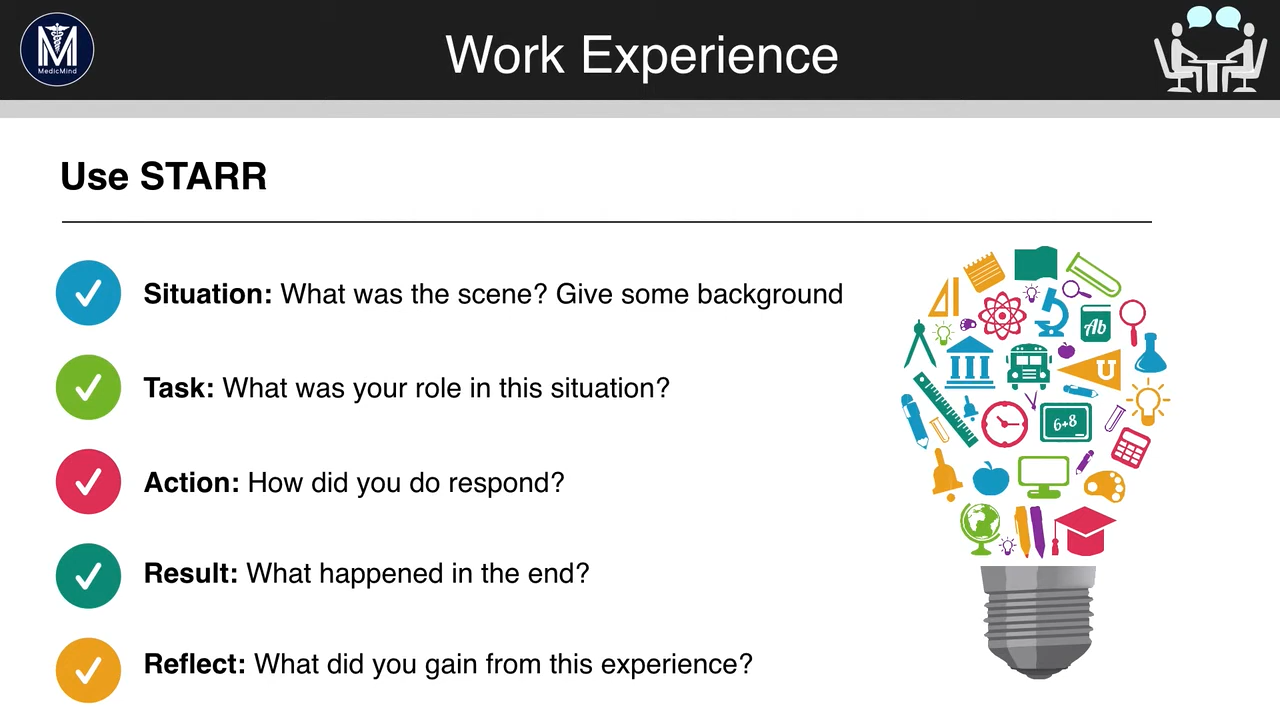 M
MedicMind
Work Experience
Use STARR
Situation: What was the scene? Give some background
Task: What was your role in this situation?
Action: How did you do respond?
Result: What happened in the end?
Reflect: What did you gain from this experience?
Ab
U
6+8